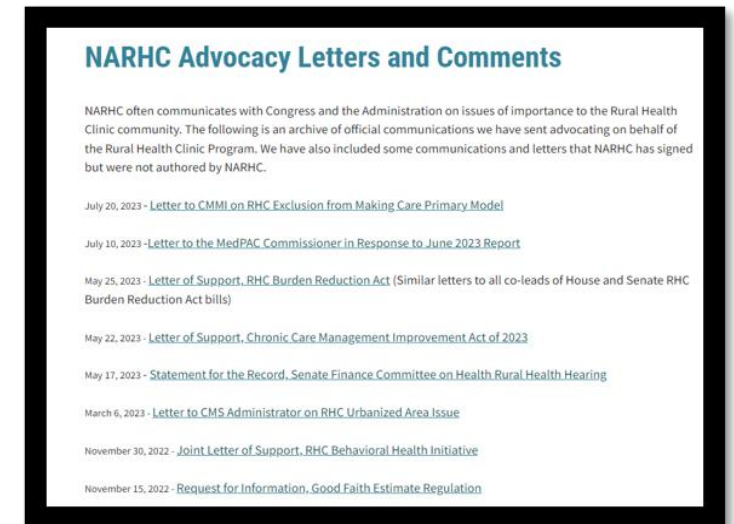 NARHC Advocacy Letters and Comments
NARHC often communicates with Congress and the Administration on issues of importance to the Rural Health
Clinic community. The following is an archive of official communications we have sent advocating on behalf of
the Rural Health Clinic Program. We have also included some communications and letters that NARHC has signed
but were not authored by NARHC.
July 20, 2023 - Letter to CMMI on RHC Exclusion from Making Care Primary Model
July 10, 2023 -Letter to the MedPAC Commissioner in Response to June 2023 Report
May 25, 2023 - Letter of Support, RHC Burden Reduction Act (Similar letters to all co-leads of House and Senate RHC
Burden Reduction Act bills)
May 22, 2023 - Letter of Support, Chronic Care Management Improvement Act of 2023
May 17, 2023 - Statement for the Record, Senate Finance Committee on Health Rural Health Hearing
March 6, 2023 - Letter to CMS Administrator on RHC Urbanized Area Issue
November 30, 2022 - Joint Letter of Support, RHC Behavioral Health Initiative
November 15, 2022 - Request for Information, Good Faith Estimate Regulation